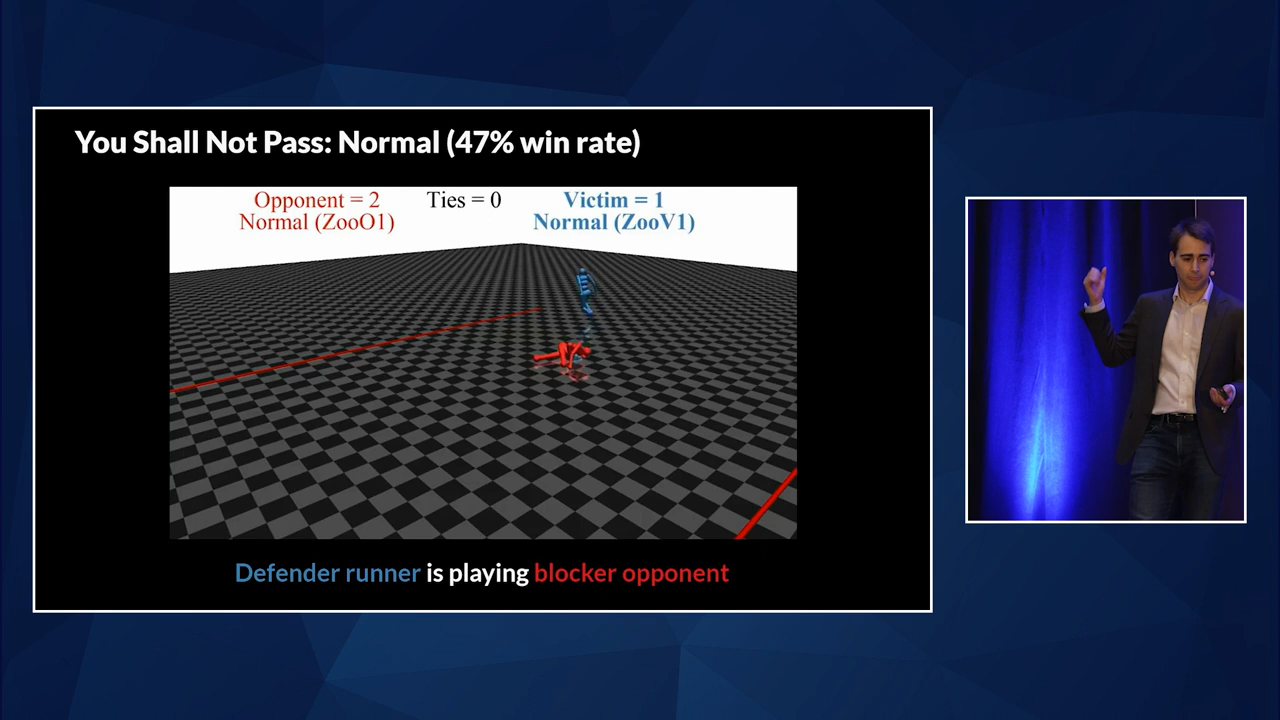 You Shall Not Pass: Normal (47% win rate)
Opponent = 2 Ties = 0 Victim = 1
Normal (ZooO1) Normal (ZooV1)
Defender runner is playing blocker opponent